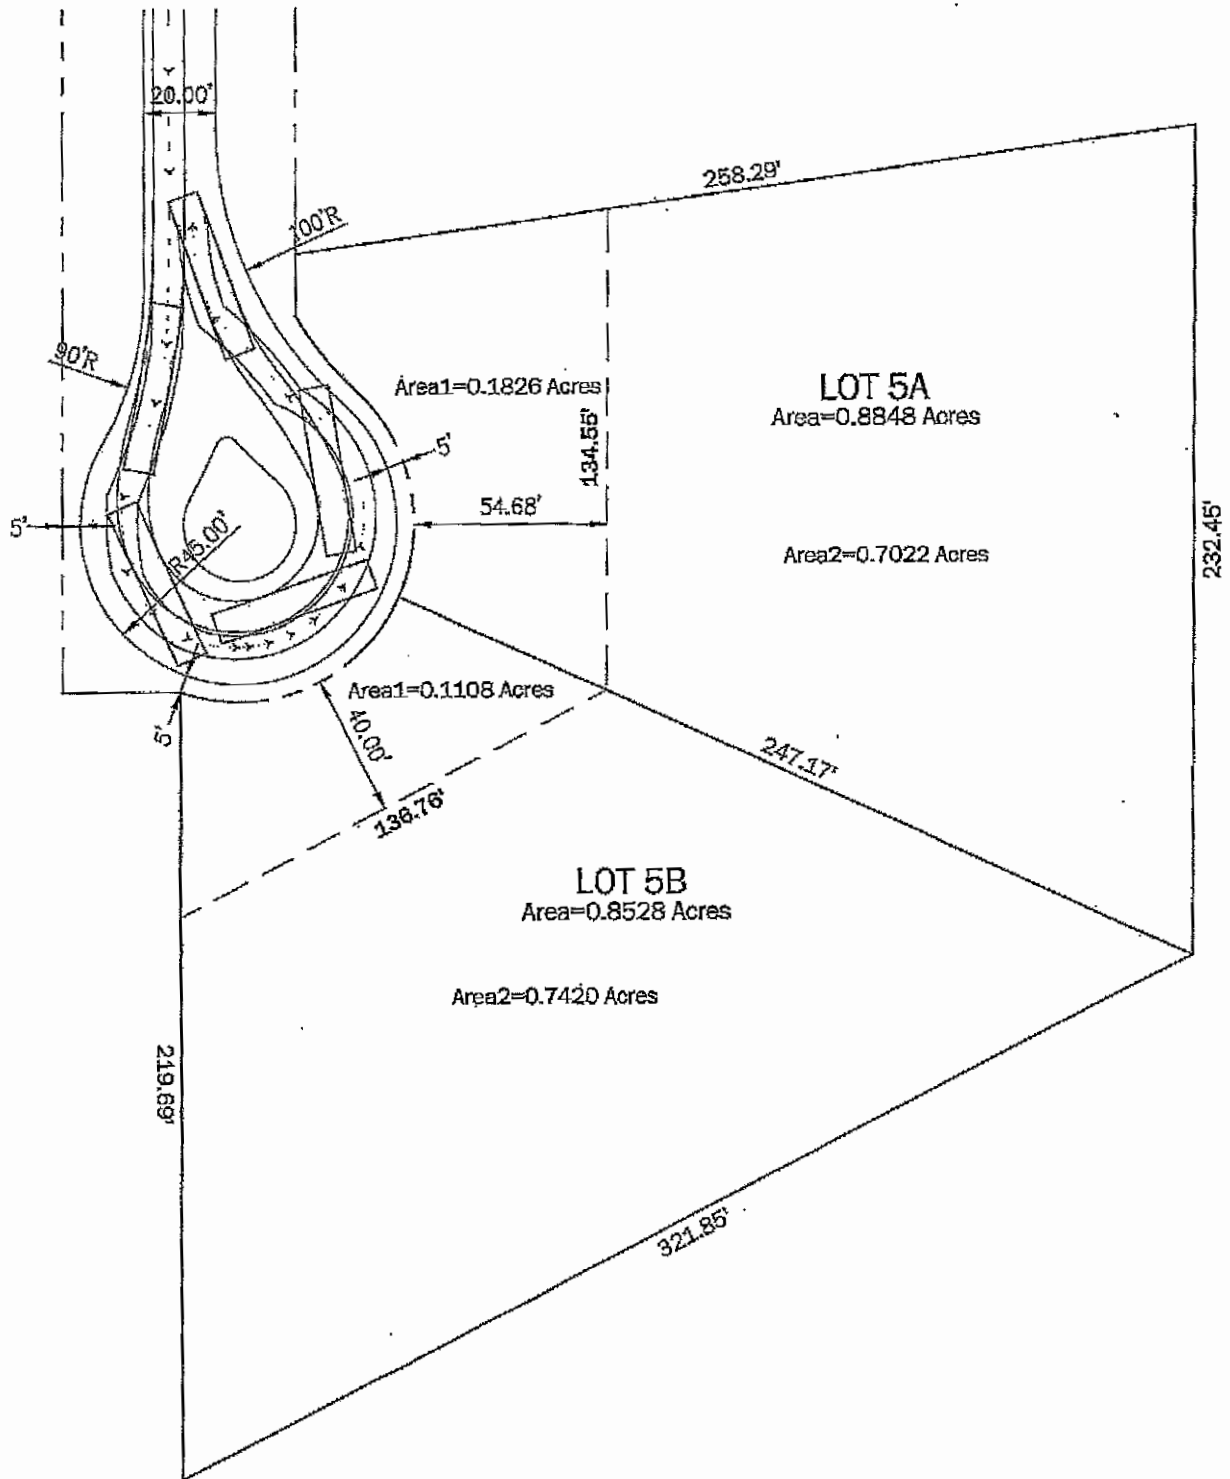 20.00'
258.29'
100'R
90'R
Area1=0.1826 Acres
LOT 5A
Area=0.8848 Acres
134.55'
5'
54.68'
5'
R45.00'
Area2=0.7022 Acres
232.45'
Area1=0.1108 Acres
5'
40.00'
247.17'
136.76'
LOT 5B
Area=0.8528 Acres
Area2=0.7420 Acres
219.69'
321.85'